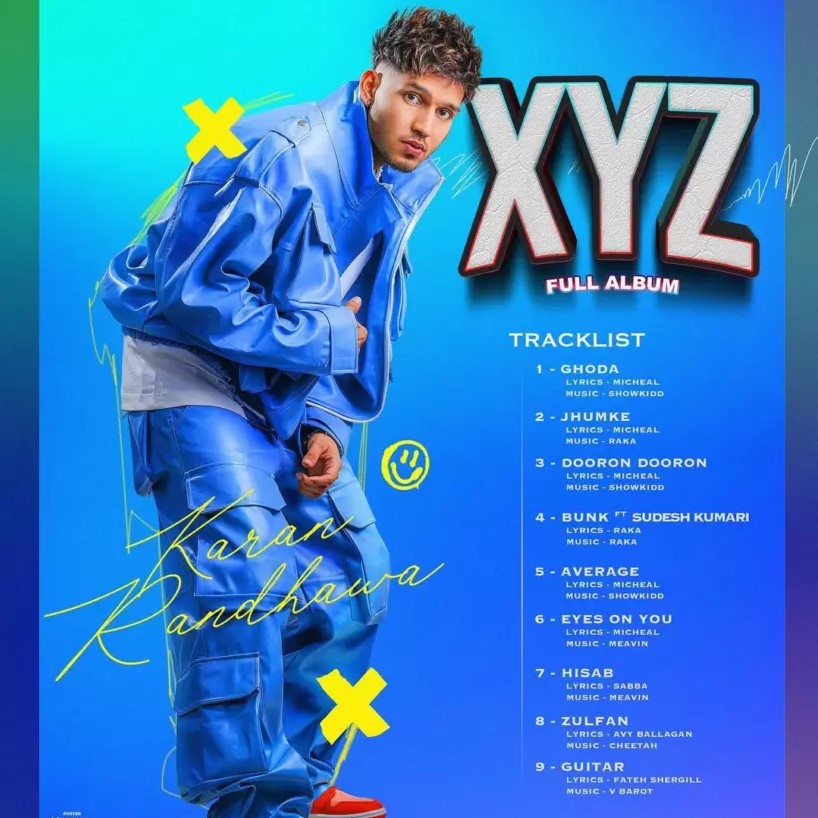 XYZ
FULL ALBUM
TRACKLIST
1 - GHODA
LYRICS - MICHEAL
MUSIC - SHOWKIDD
2 - JHUMKE
LYRICS - MICHEAL
MUSIC - RAKA
3 - DOORON DOORON
LYRICS - MICHEAL
MUSIC - SHOWKIDD
4 - BUNK FT SUDESH KUMARI
LYRICS - RAKA
MUSIC - RAKA
5 - AVERAGE
LYRICS - MICHEAL
MUSIC - SHOWKIDD
6 - EYES ON YOU
LYRICS - MICHEAL
MUSIC - MEAVIN
7 - HISAB
LYRICS - SABBA
MUSIC - MEAVIN
8 - ZULFAN
LYRICS - AVY BALLAGAN
MUSIC - CHEETAH
9 - GUITAR
LYRICS - FATEH SHERGILL
MUSIC - V BAROT
Karan
Randhawa
POSTER